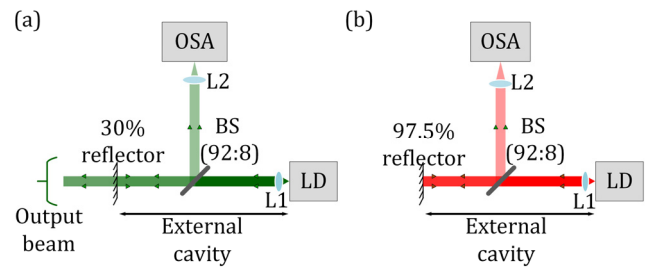 (a)
OSA
L2
30%
reflector
BS
(92:8)
LD
L1
Output
beam
External
cavity
(b)
OSA
L2
97.5%
reflector
BS
(92:8)
LD
L1
External
cavity